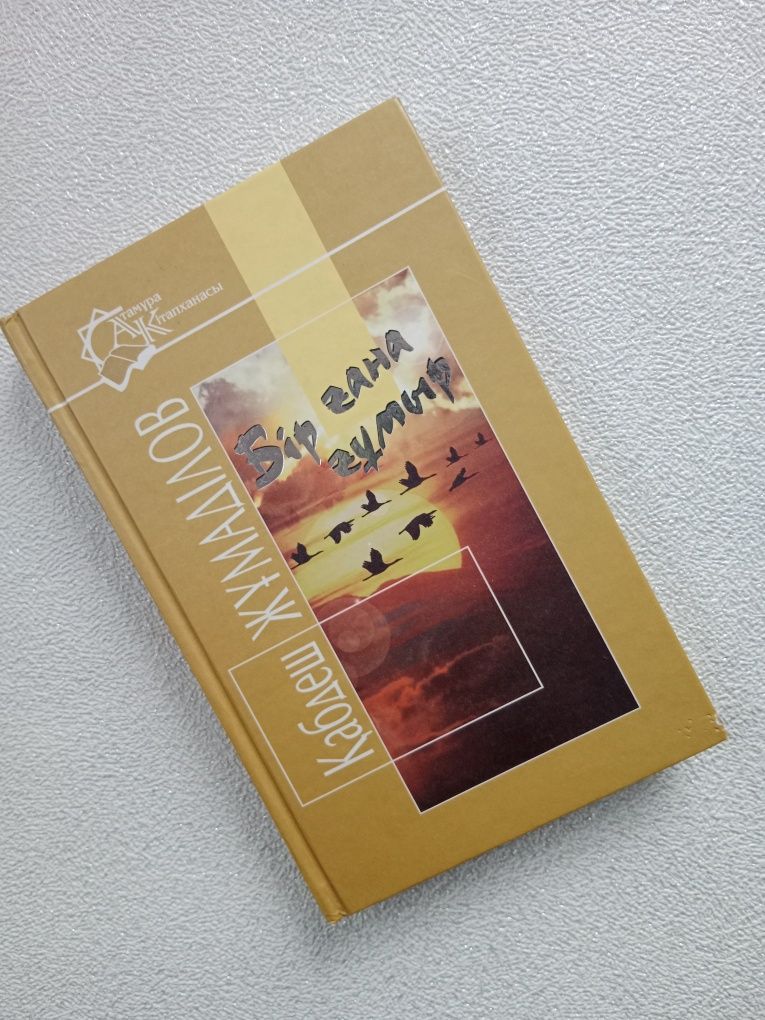 Атамұра
Кітапханасы
Қабдеш ЖҰМАДІЛОВ
Бір ғана
ғұмыр